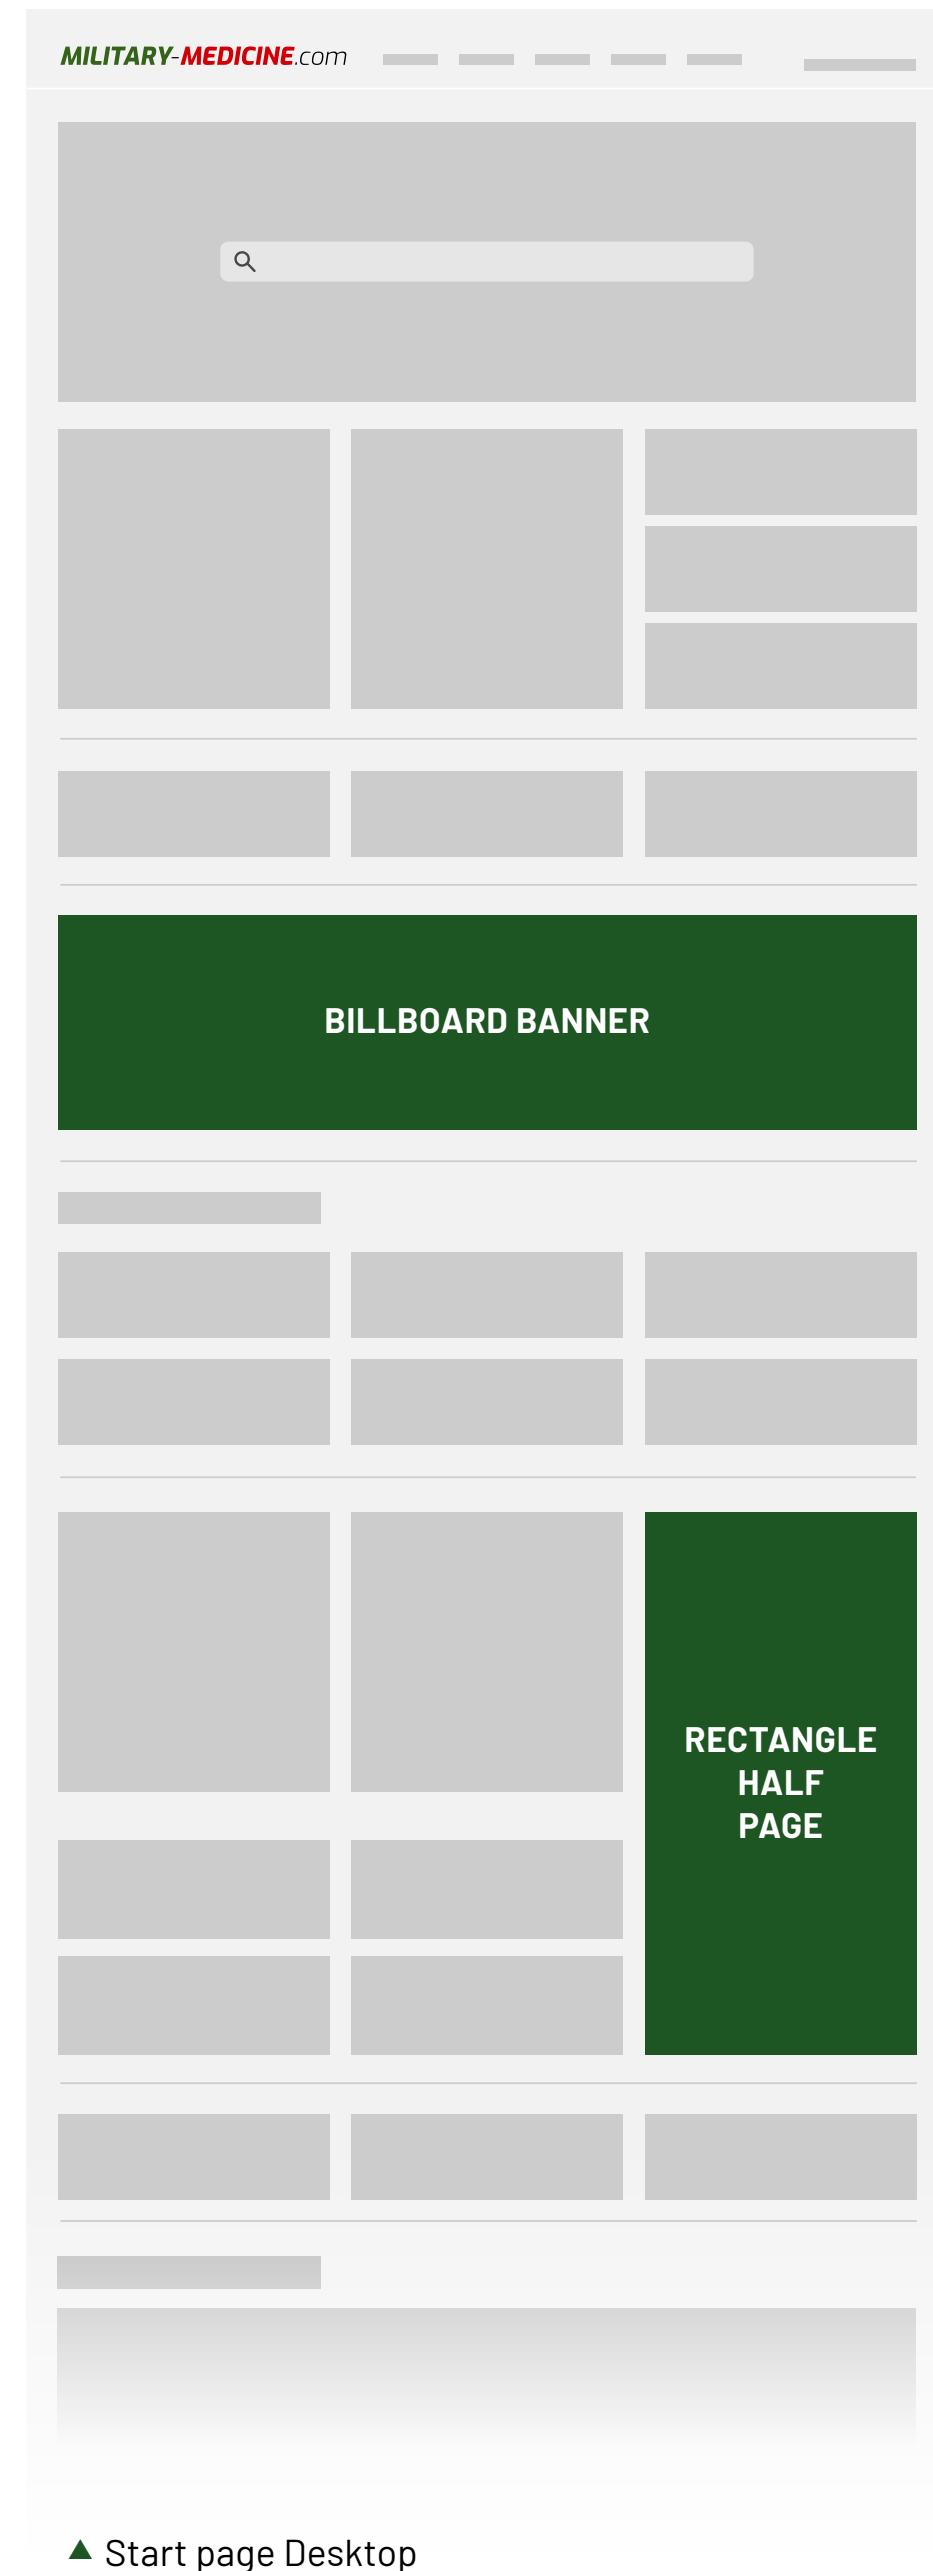 MILITARY-MEDICINE.com
BILLBOARD BANNER
RECTANGLE
HALF
PAGE
Start page Desktop